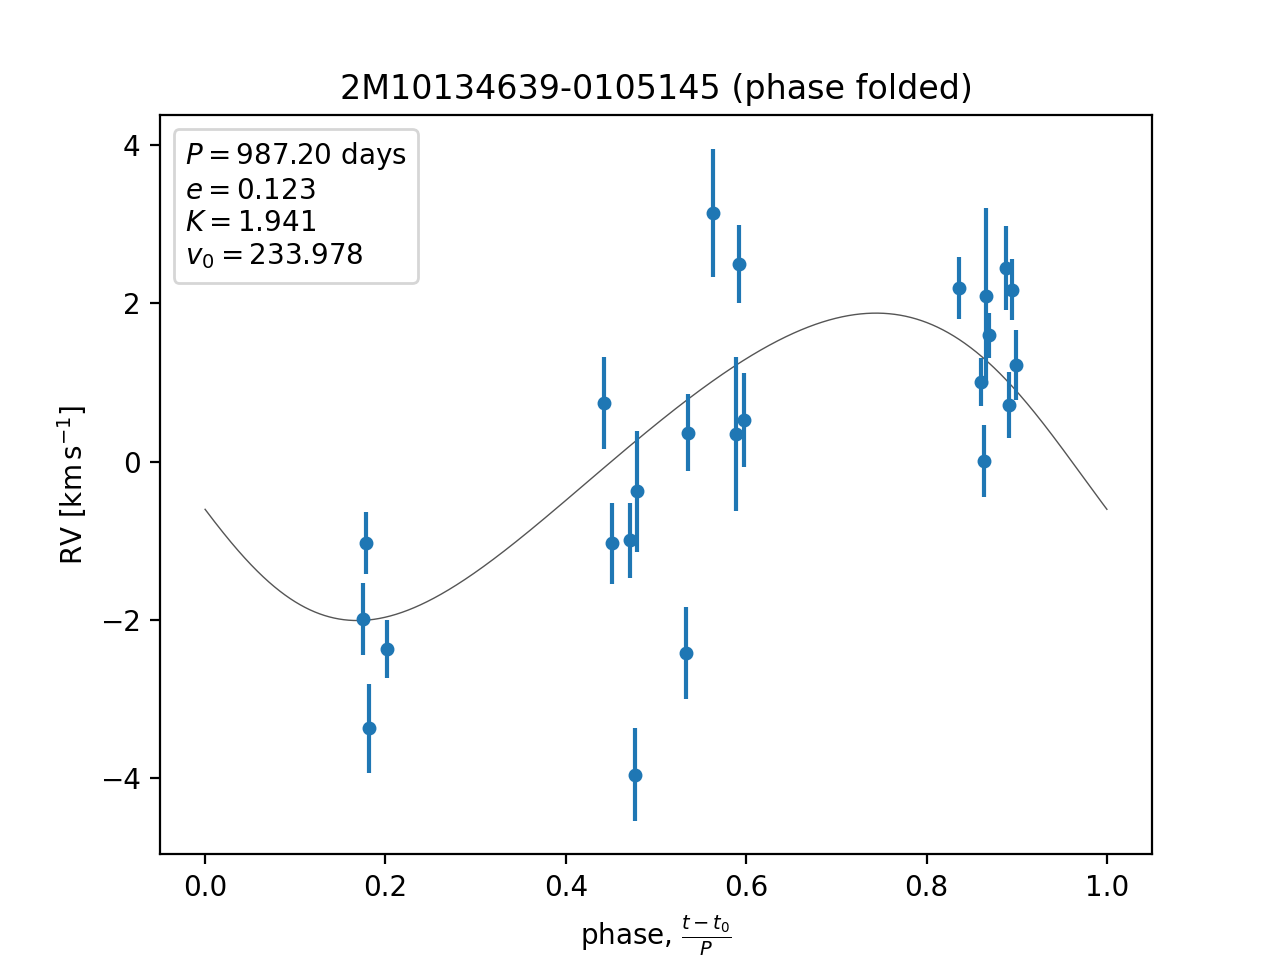 2M10134639-0105145 (phase folded)
P = 987.20 days
e = 0.123
K = 1.941
v₀ = 233.978
4
2
0
−2
−4
RV [km s⁻¹]
0.0 0.2 0.4 0.6 0.8 1.0
phase, (t − t₀)/P